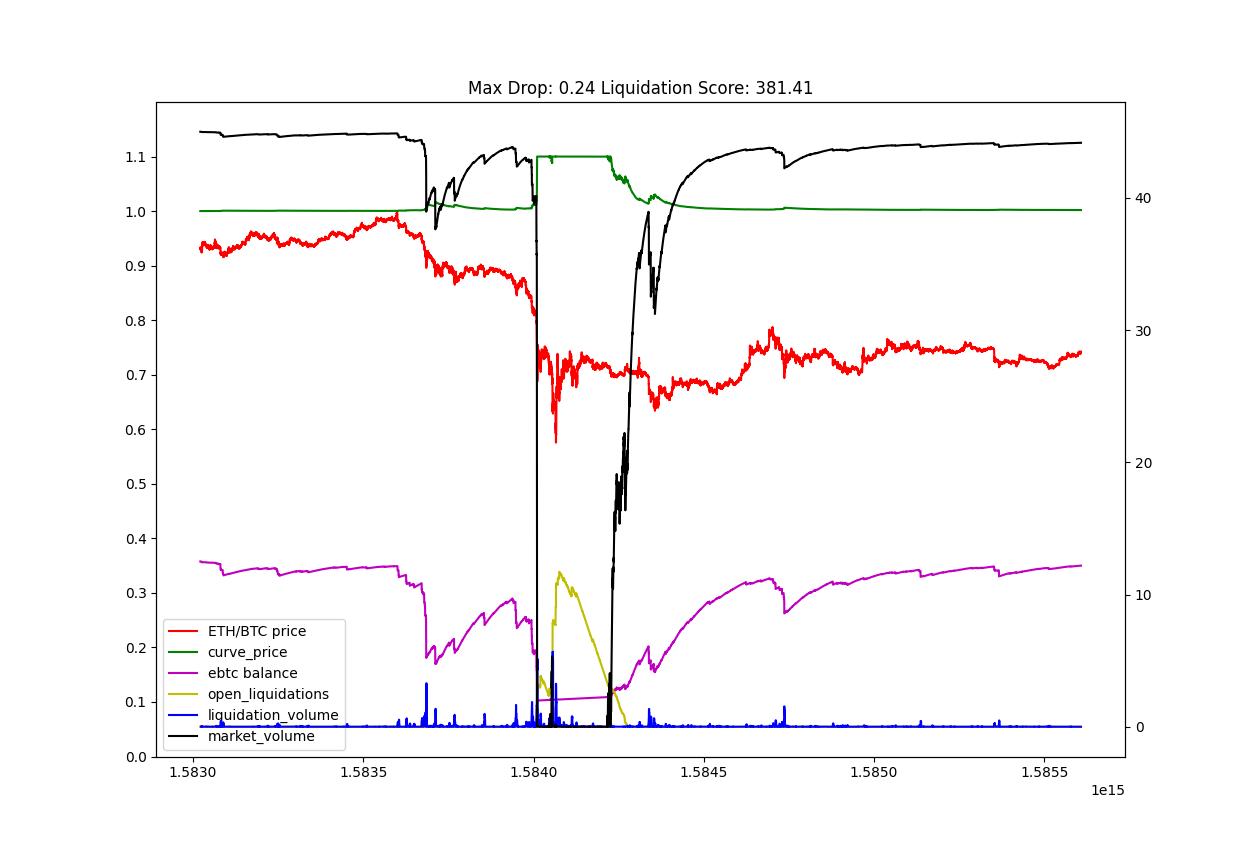 Max Drop: 0.24 Liquidation Score: 381.41
1.1
1.0
0.9
0.8
0.7
0.6
0.5
0.4
0.3
0.2
0.1
0.0
40
30
20
10
0
ETH/BTC price
curve_price
ebtc balance
open_liquidations
liquidation_volume
market_volume
1.5830 1.5835 1.5840 1.5845 1.5850 1.5855
1e15